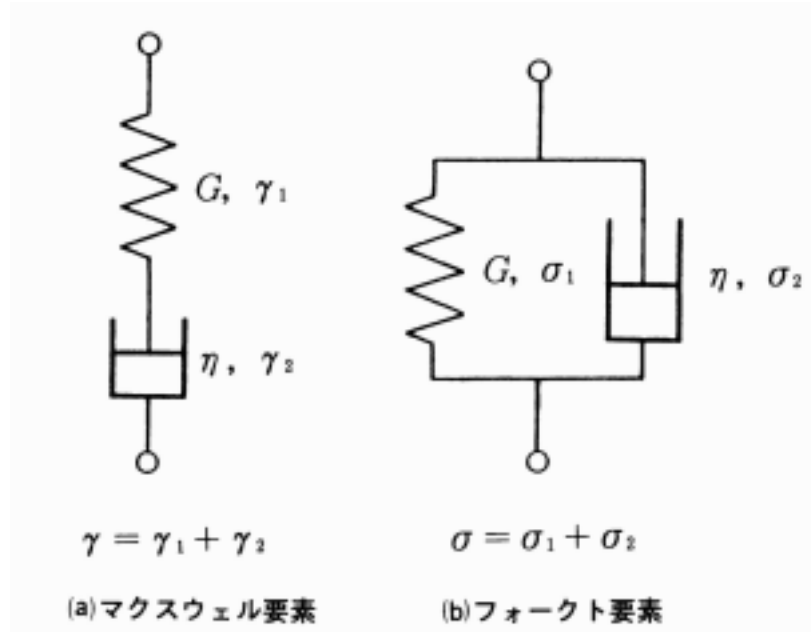 G, γ₁
η, γ₂
γ = γ₁ + γ₂
(a)マクスウェル要素
G, σ₁
η, σ₂
σ = σ₁ + σ₂
(b)フォークト要素